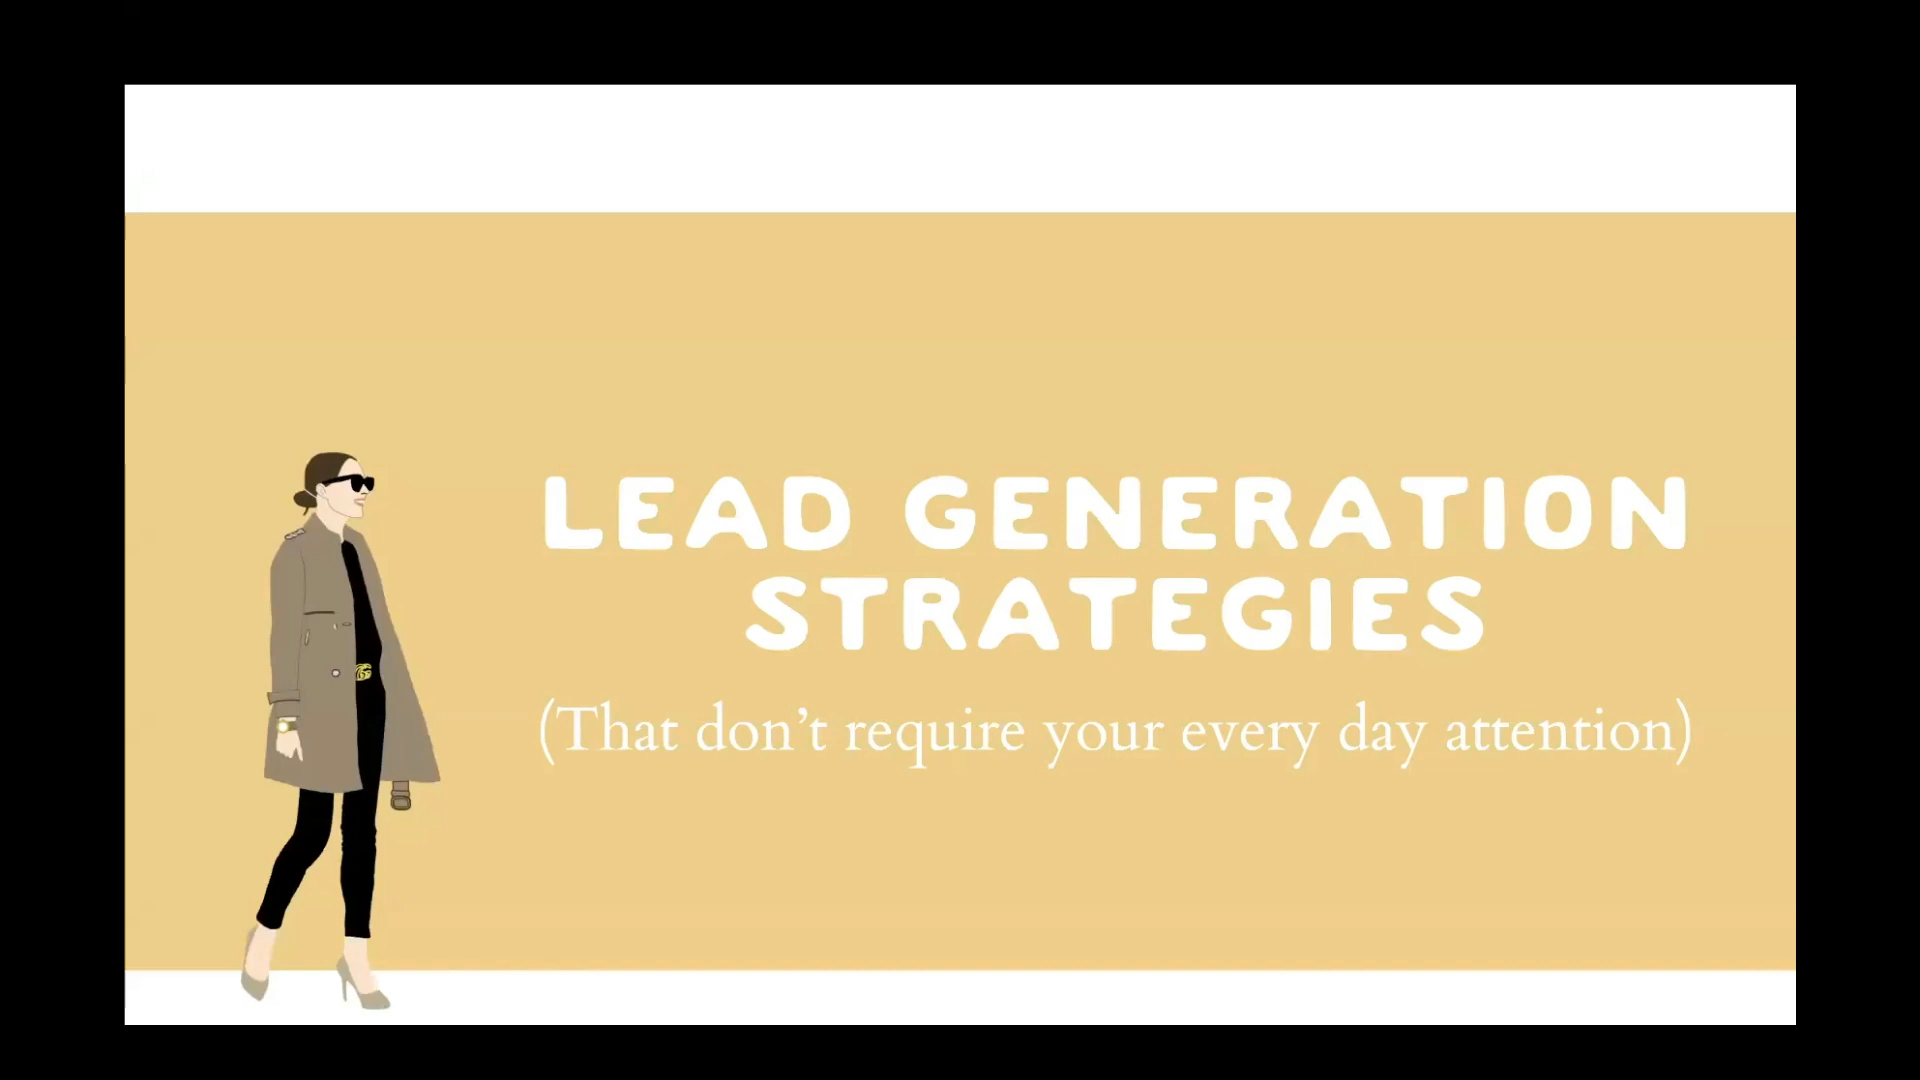 LEAD GENERATION
STRATEGIES
(That don’t require your every day attention)